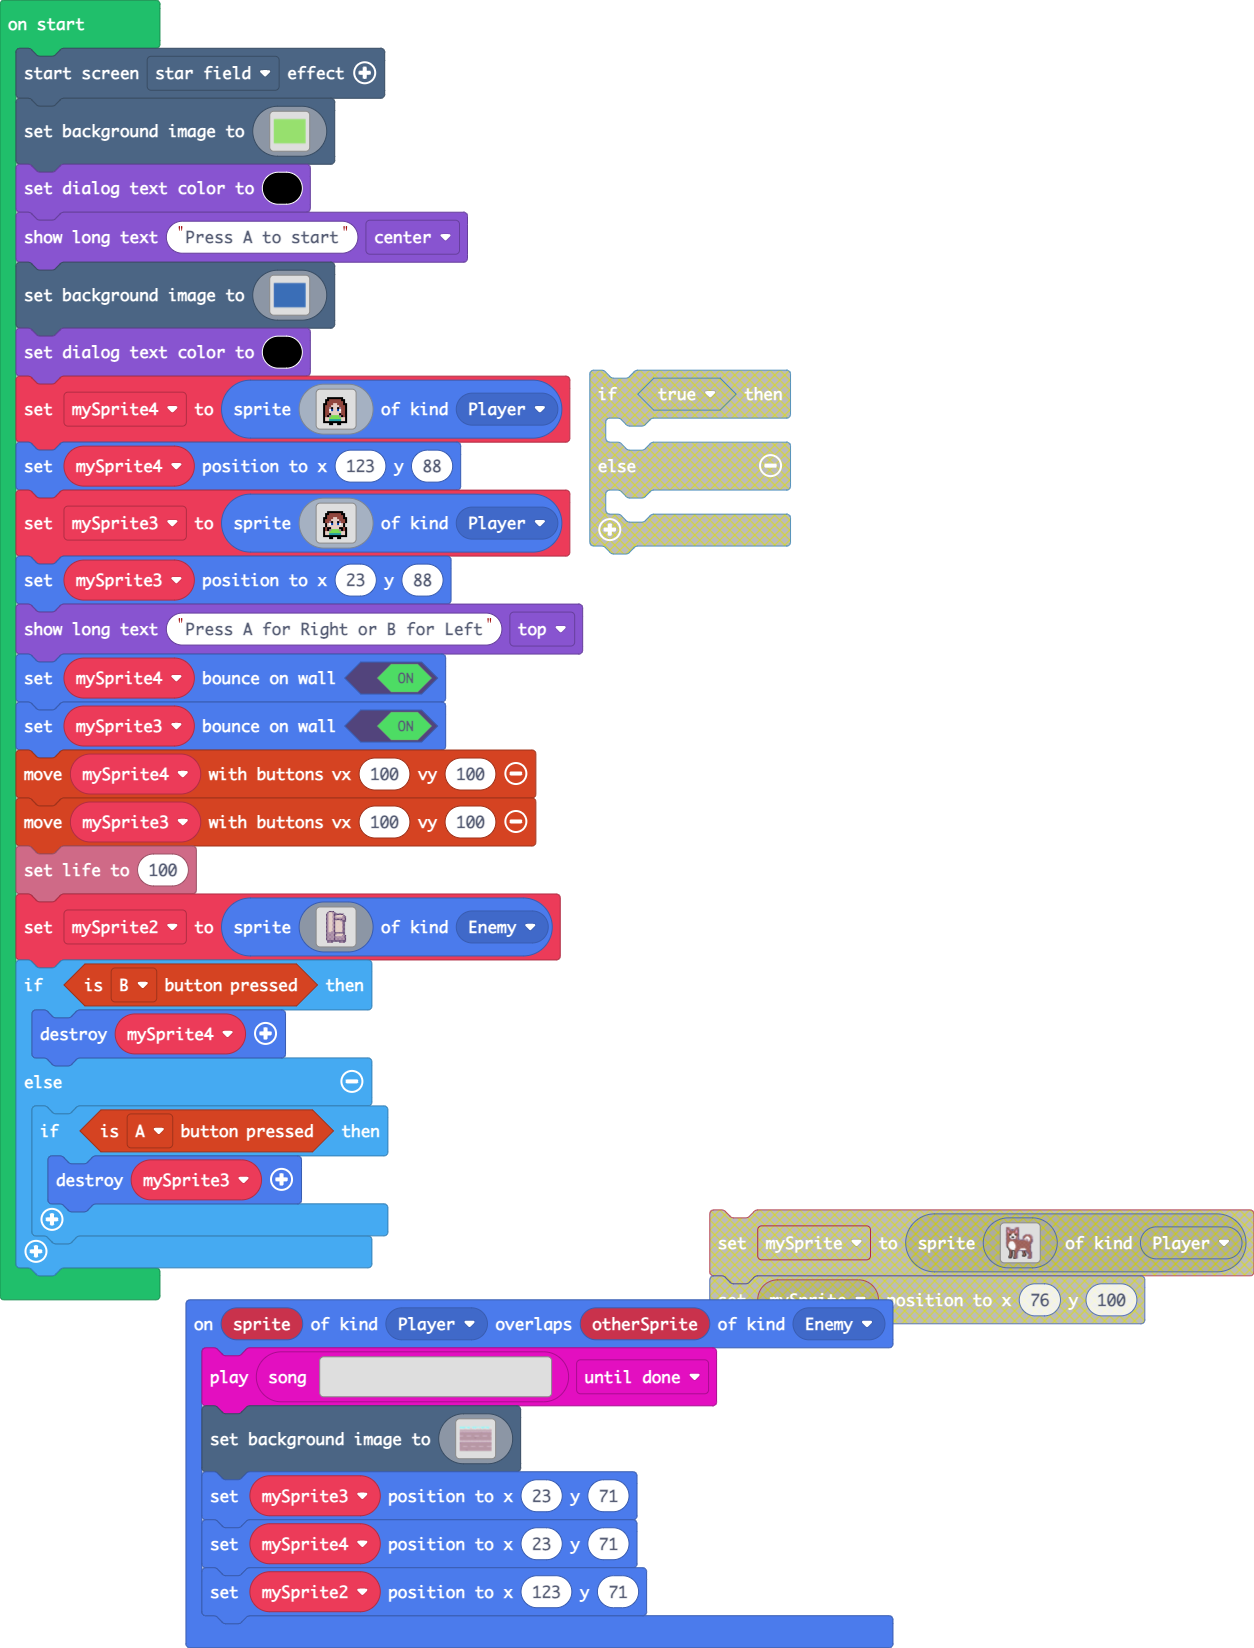 on start
start screen star field effect
set background image to
set dialog text color to
show long text "Press A to start" center
set background image to
set dialog text color to
set mySprite4 to sprite of kind Player
set mySprite4 position to x 123 y 88
set mySprite3 to sprite of kind Player
set mySprite3 position to x 23 y 88
show long text "Press A for Right or B for Left" top
set mySprite4 bounce on wall ON
set mySprite3 bounce on wall ON
move mySprite4 with buttons vx 100 vy 100
move mySprite3 with buttons vx 100 vy 100
set life to 100
set mySprite2 to sprite of kind Enemy
if is B button pressed then
destroy mySprite4
else
if is A button pressed then
destroy mySprite3
if true then
else
set mySprite to sprite of kind Player
set mySprite position to x 76 y 100
on sprite of kind Player overlaps otherSprite of kind Enemy
play song until done
set background image to
set mySprite3 position to x 23 y 71
set mySprite4 position to x 23 y 71
set mySprite2 position to x 123 y 71